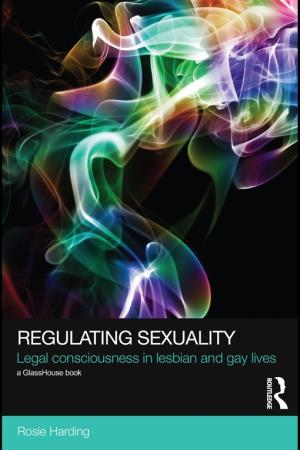 REGULATING SEXUALITY
Legal consciousness in lesbian and gay lives
a GlassHouse book
ROUTLEDGE
Rosie Harding